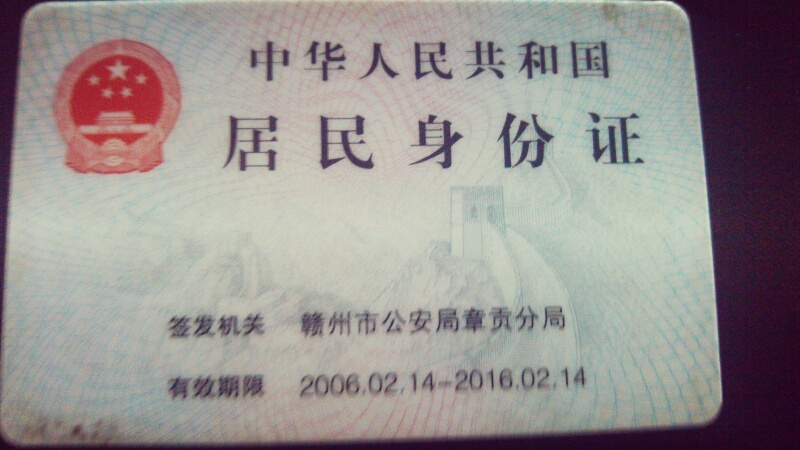 中华人民共和国
居民身份证
签发机关 赣州市公安局章贡分局
有效期限 2006.02.14-2016.02.14